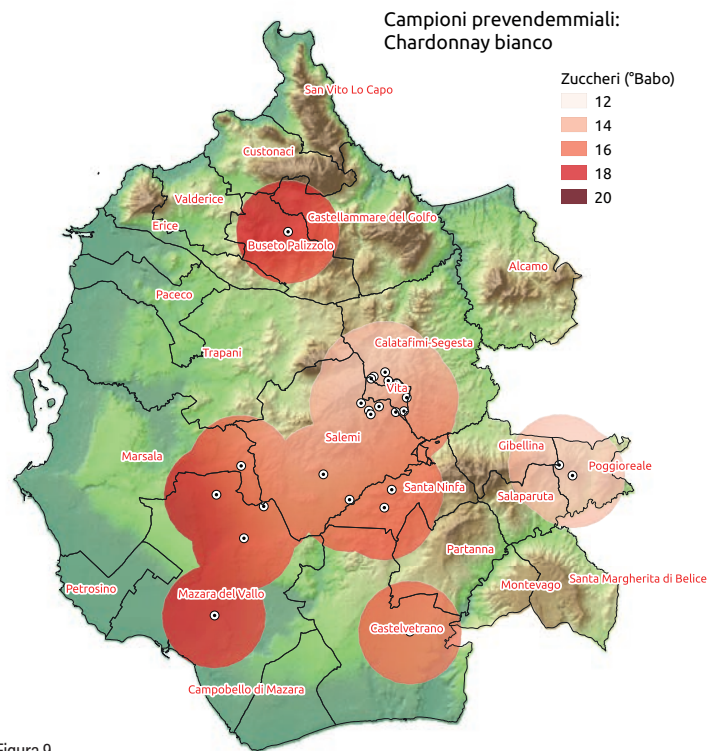 Campioni prevendemmiali:
Chardonnay bianco
Zuccheri (°Babo)
12
14
16
18
20
San Vito Lo Capo
Custonaci
Valderice
Castellammare del Golfo
Erice
Buseto Palizzolo
Alcamo
Paceco
Trapani
Calatafimi-Segesta
Vita
Salemi
Marsala
Gibellina
Poggioreale
Santa Ninfa
Salaparuta
Partanna
Santa Margherita di Belice
Montevago
Petrosino
Mazara del Vallo
Castelvetrano
Campobello di Mazara
Figura 9